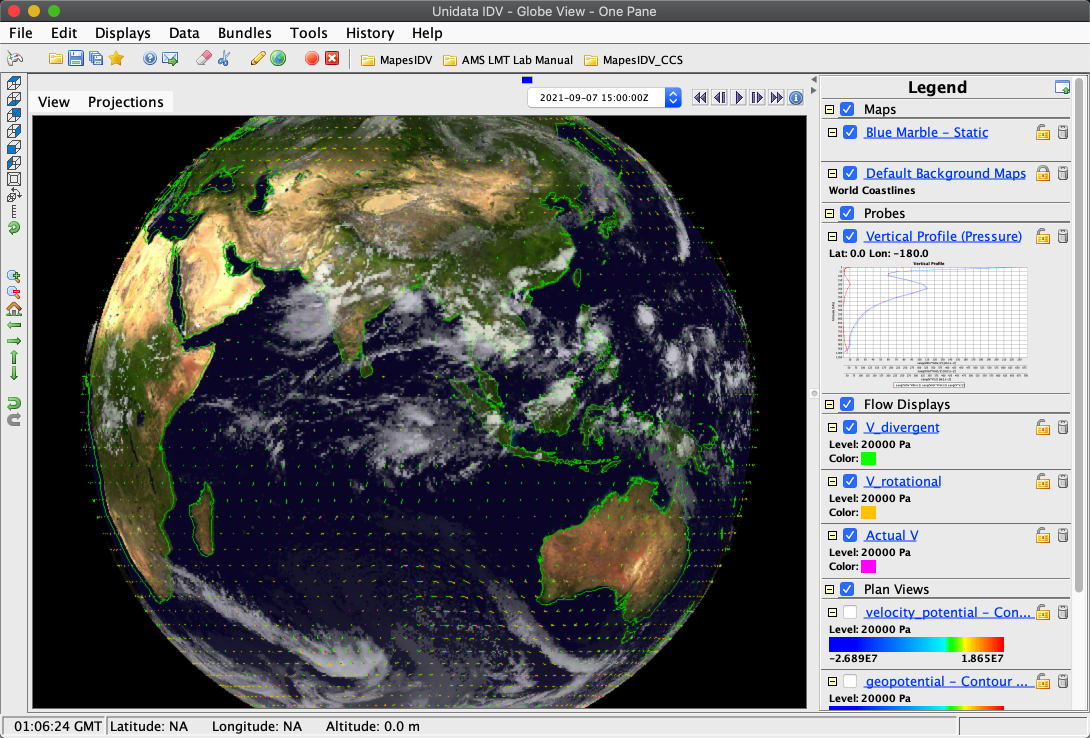 Unidata IDV - Globe View - One Pane
File Edit Displays Data Bundles Tools History Help
MapesIDV AMS LMT Lab Manual MapesIDV_CCS
View Projections
2021-09-07 15:00:00Z
Legend
Maps
Blue Marble - Static
Default Background Maps
World Coastlines
Probes
Vertical Profile (Pressure)
Lat: 0.0 Lon: -180.0
Vertical Profile
Flow Displays
V_divergent
Level: 20000 Pa
Color:
V_rotational
Level: 20000 Pa
Color:
Actual V
Level: 20000 Pa
Color:
Plan Views
velocity_potential - Con...
Level: 20000 Pa
-2.689E7 1.865E7
geopotential - Contour ...
Level: 20000 Pa
01:06:24 GMT Latitude: NA Longitude: NA Altitude: 0.0 m